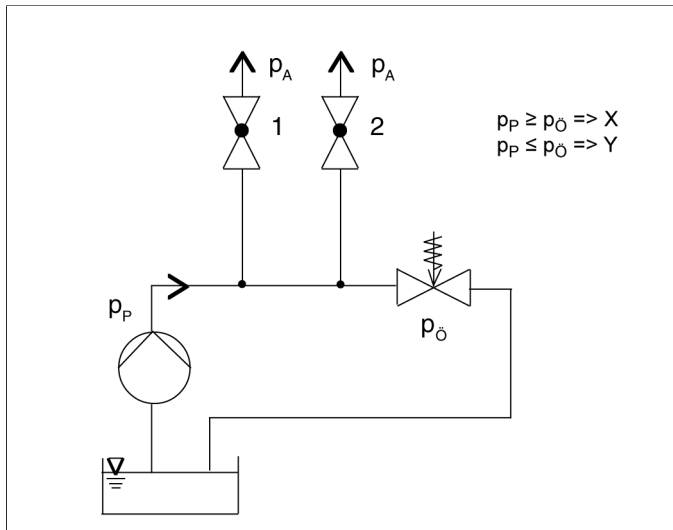 p_A p_A
1 2
p_P ≥ p_Ö => X
p_P ≤ p_Ö => Y
p_P
p_Ö